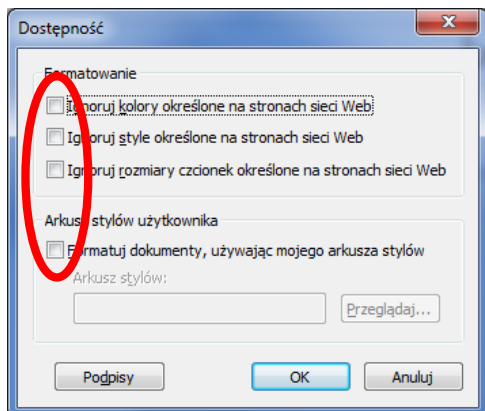 Dostępność
Formatowanie
Ignoruj kolory określone na stronach sieci Web
Ignoruj style określone na stronach sieci Web
Ignoruj rozmiary czcionek określone na stronach sieci Web
Arkusz stylów użytkownika
Formatuj dokumenty, używając mojego arkusza stylów
Arkusz stylów:
Przeglądaj...
Podpisy OK Anuluj